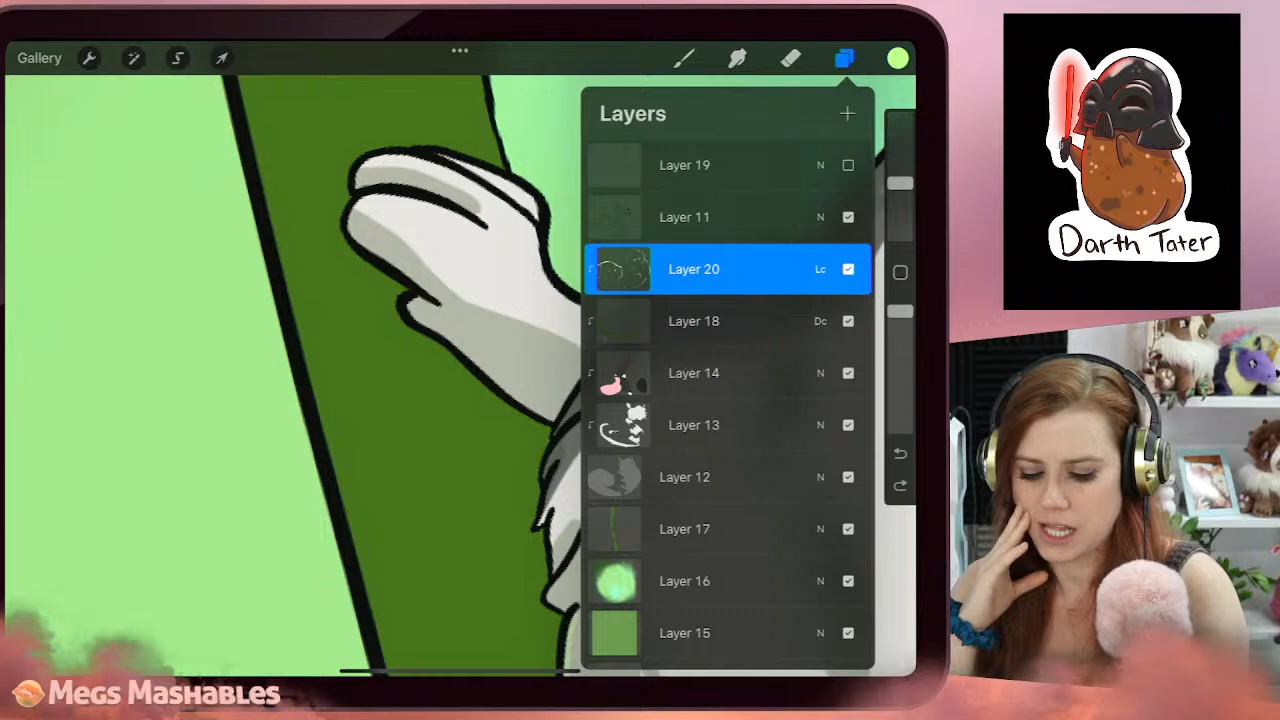 Gallery
Layers
Layer 19 N
Layer 11 N
Layer 20 Lc
Layer 18 Dc
Layer 14 N
Layer 13 N
Layer 12 N
Layer 17 N
Layer 16 N
Layer 15 N
Darth Tater
Megs Mashables